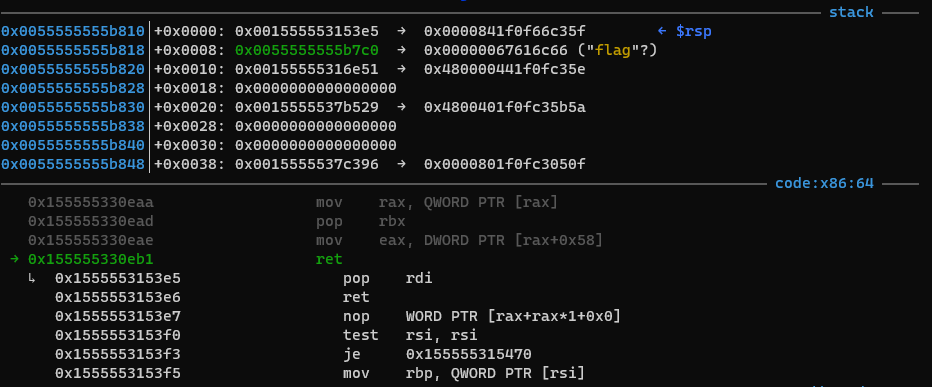 stack
0x0055555555b810│+0x0000: 0x001555553153e5 → 0x0000841f0f66c35f ← $rsp
0x0055555555b818│+0x0008: 0x0055555555b7c0 → 0x00000067616c66 ("flag"?)
0x0055555555b820│+0x0010: 0x00155555316e51 → 0x480000441f0fc35e
0x0055555555b828│+0x0018: 0x0000000000000000
0x0055555555b830│+0x0020: 0x0015555537b529 → 0x4800401f0fc35b5a
0x0055555555b838│+0x0028: 0x0000000000000000
0x0055555555b840│+0x0030: 0x0000000000000000
0x0055555555b848│+0x0038: 0x0015555537c396 → 0x0000801f0fc3050f
code:x86:64
0x155555330eaa mov rax, QWORD PTR [rax]
0x155555330ead pop rbx
0x155555330eae mov eax, DWORD PTR [rax+0x58]
→ 0x155555330eb1 ret
↳ 0x1555553153e5 pop rdi
0x1555553153e6 ret
0x1555553153e7 nop WORD PTR [rax+rax*1+0x0]
0x1555553153f0 test rsi, rsi
0x1555553153f3 je 0x155555315470
0x1555553153f5 mov rbp, QWORD PTR [rsi]